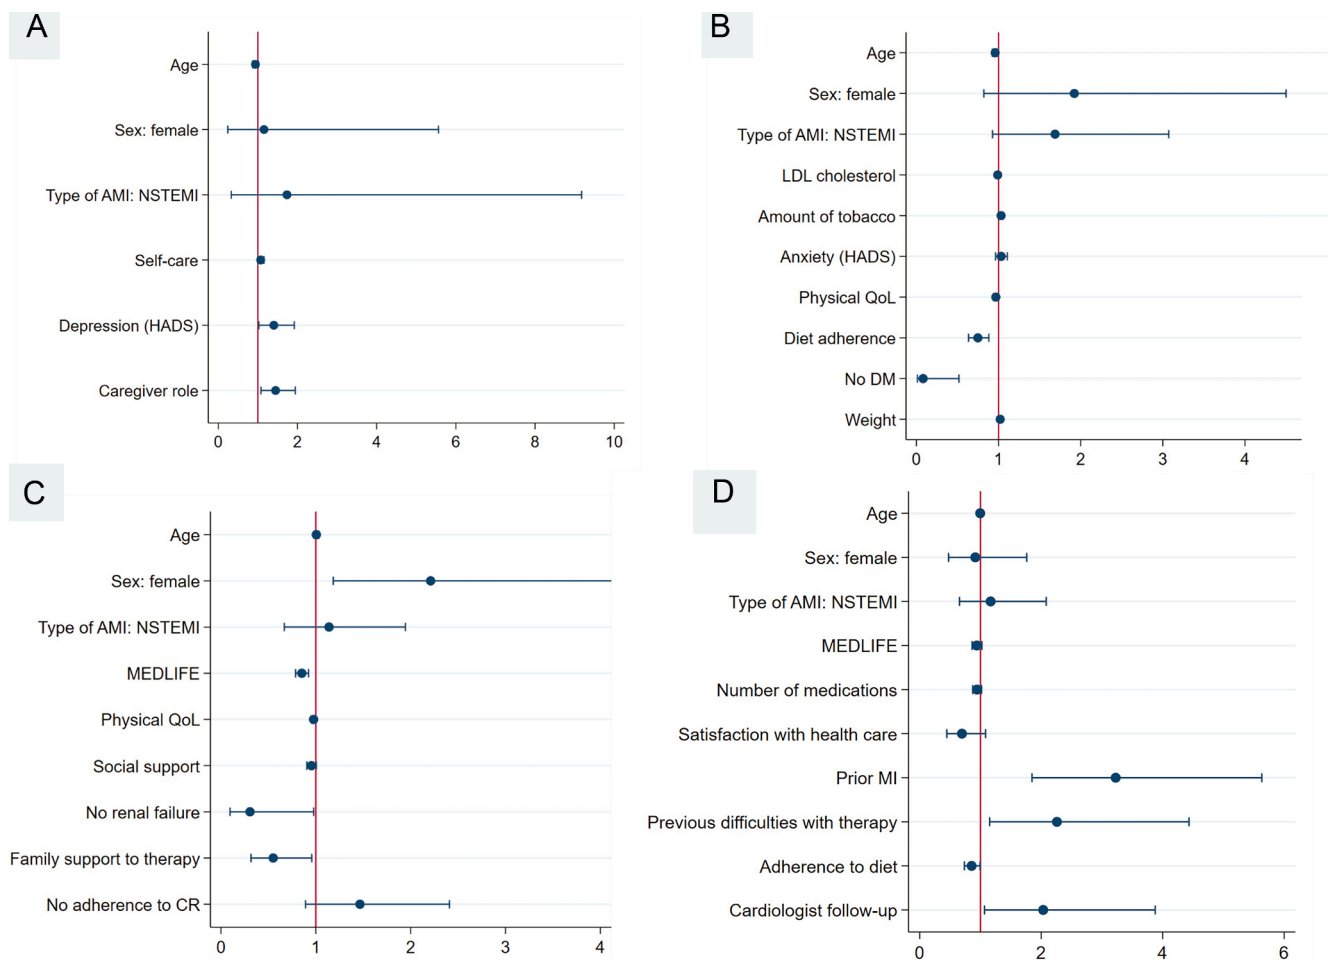 A
Age
Sex: female
Type of AMI: NSTEMI
Self-care
Depression (HADS)
Caregiver role
0 2 4 6 8 10
B
Age
Sex: female
Type of AMI: NSTEMI
LDL cholesterol
Amount of tobacco
Anxiety (HADS)
Physical QoL
Diet adherence
No DM
Weight
0 1 2 3 4
C
Age
Sex: female
Type of AMI: NSTEMI
MEDLIFE
Physical QoL
Social support
No renal failure
Family support to therapy
No adherence to CR
0 1 2 3 4
D
Age
Sex: female
Type of AMI: NSTEMI
MEDLIFE
Number of medications
Satisfaction with health care
Prior MI
Previous difficulties with therapy
Adherence to diet
Cardiologist follow-up
0 2 4 6